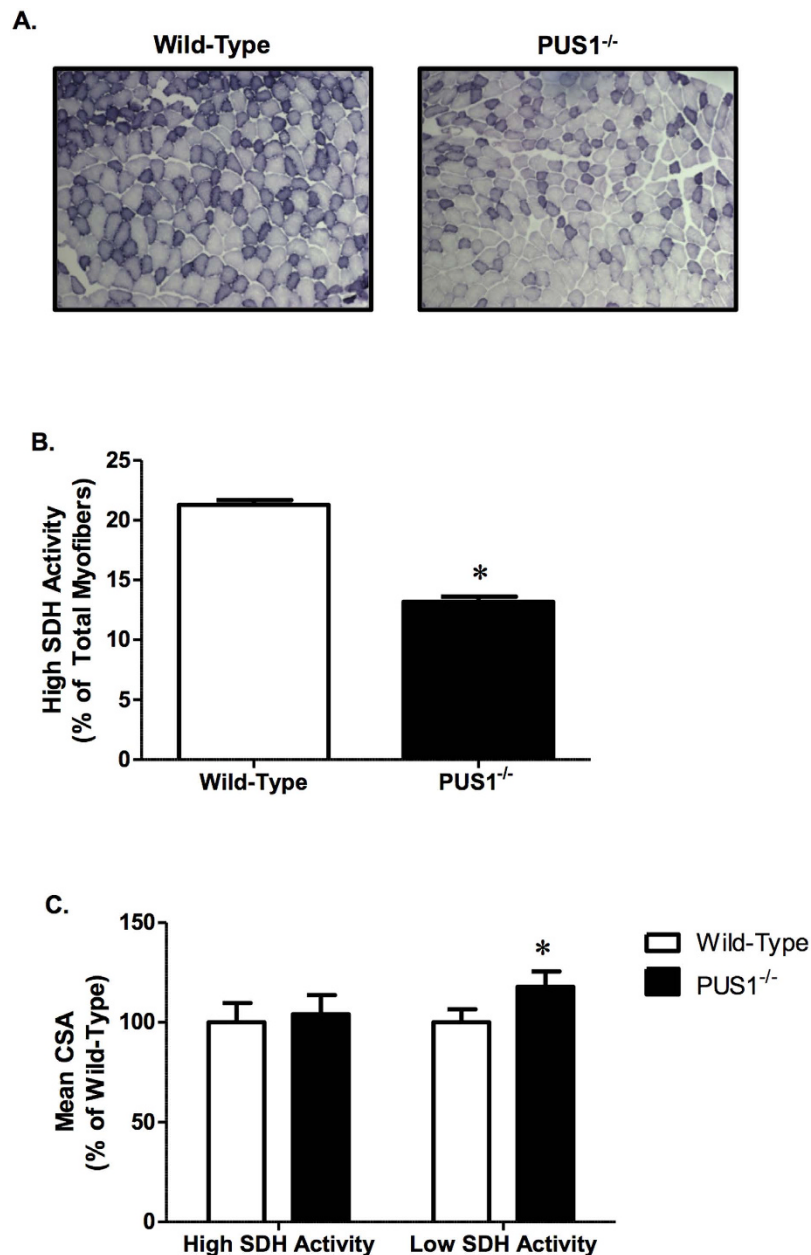 A.
Wild-Type
PUS1-/-
B.
High SDH Activity
(% of Total Myofibers)
25
20
15
10
5
0
*
Wild-Type
PUS1-/-
C.
Mean CSA
(% of Wild-Type)
150
100
50
0
*
High SDH Activity
Low SDH Activity
Wild-Type
PUS1-/-